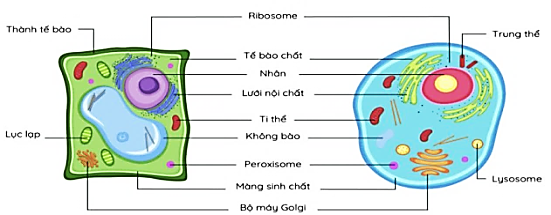 Ribosome
Thành tế bào
Trung thể
Tế bào chất
Nhân
Lưới nội chất
Ti thể
Lục lạp
Không bào
Peroxisome
Lysosome
Màng sinh chất
Bộ máy Golgi